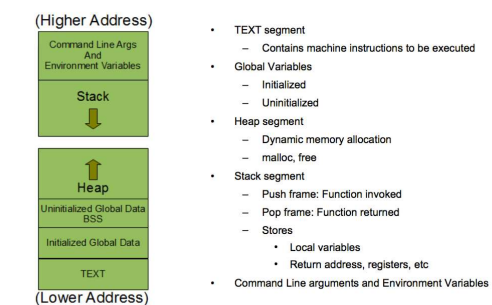 (Higher Address)
Command Line Args
And
Environment Variables
Stack
Heap
Uninitialized Global Data
BSS
Initialized Global Data
TEXT
(Lower Address)
• TEXT segment
– Contains machine instructions to be executed
• Global Variables
– Initialized
– Uninitialized
• Heap segment
– Dynamic memory allocation
– malloc, free
• Stack segment
– Push frame: Function invoked
– Pop frame: Function returned
– Stores
• Local variables
• Return address, registers, etc
• Command Line arguments and Environment Variables